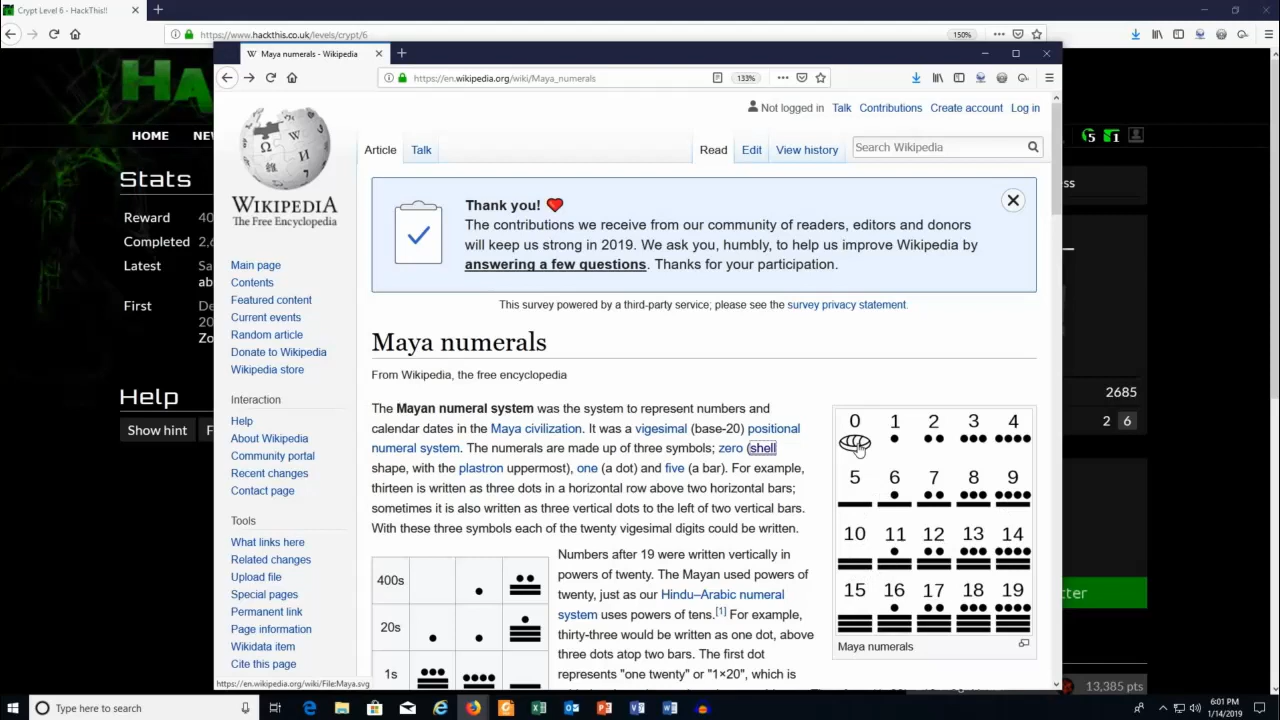 Crypt Level 6 - HackThis!!
https://www.hackthis.co.uk/levels/crypt/6
150%
Maya numerals - Wikipedia
https://en.wikipedia.org/wiki/Maya_numerals
133%
HOME
Not logged in Talk Contributions Create account Log in
Article Talk Read Edit View history Search Wikipedia
5 1
WIKIPEDIA
The Free Encyclopedia
Stats
Reward
Completed
Latest
First
Help
Show hint
Thank you!
The contributions we receive from our community of readers, editors and donors
will keep us strong in 2019. We ask you, humbly, to help us improve Wikipedia by
answering a few questions. Thanks for your participation.
This survey powered by a third-party service; please see the survey privacy statement.
Main page
Contents
Featured content
Current events
Random article
Donate to Wikipedia
Wikipedia store
Interaction
Help
About Wikipedia
Community portal
Recent changes
Contact page
Tools
What links here
Related changes
Upload file
Special pages
Permanent link
Page information
Wikidata item
Cite this page
Maya numerals
From Wikipedia, the free encyclopedia
The Mayan numeral system was the system to represent numbers and
calendar dates in the Maya civilization. It was a vigesimal (base-20) positional
numeral system. The numerals are made up of three symbols; zero (shell
shape, with the plastron uppermost), one (a dot) and five (a bar). For example,
thirteen is written as three dots in a horizontal row above two horizontal bars;
sometimes it is also written as three vertical dots to the left of two vertical bars.
With these three symbols each of the twenty vigesimal digits could be written.
400s
20s
1s
Numbers after 19 were written vertically in
powers of twenty. The Mayan used powers of
twenty, just as our Hindu–Arabic numeral
system uses powers of tens.[1] For example,
thirty-three would be written as one dot, above
three dots atop two bars. The first dot
represents "one twenty" or "1×20", which is
0 1 2 3 4
5 6 7 8 9
10 11 12 13 14
15 16 17 18 19
Maya numerals
2685
2 6
13,385 pts
https://en.wikipedia.org/wiki/File:Maya.svg
Type here to search
6:01 PM
1/14/2019